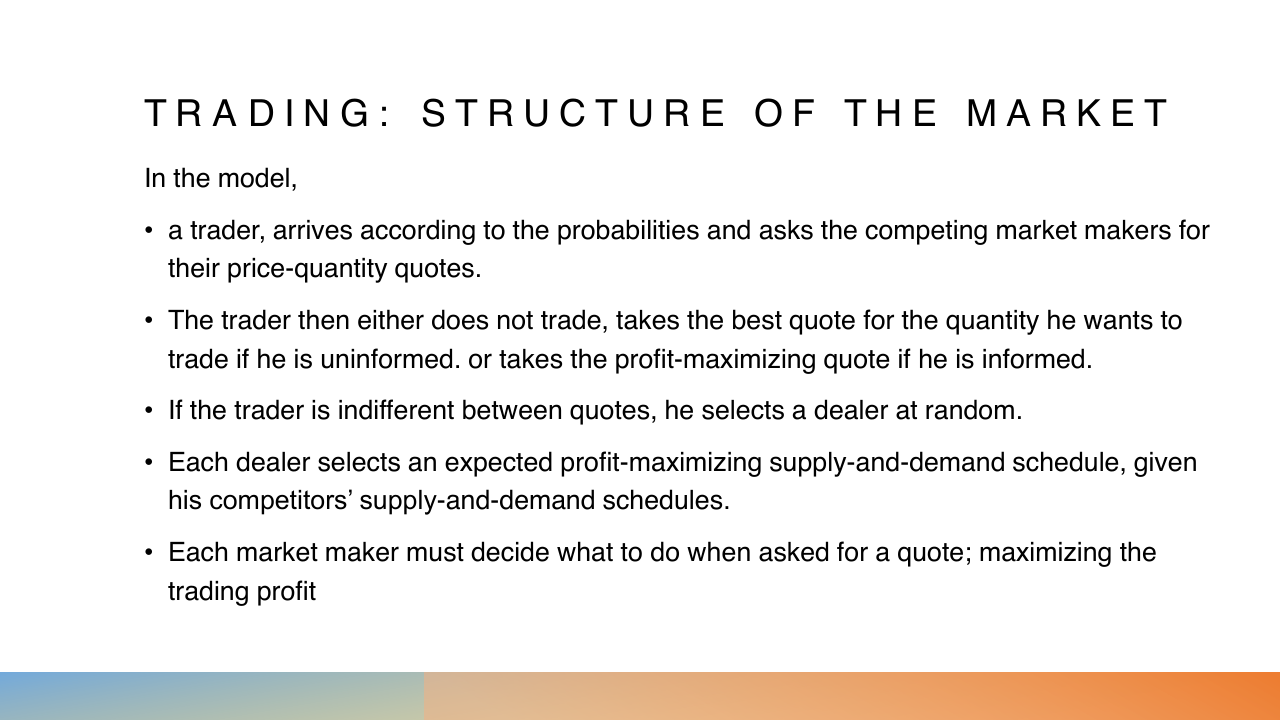 TRADING: STRUCTURE OF THE MARKET
In the model,
• a trader, arrives according to the probabilities and asks the competing market makers for
their price-quantity quotes.
• The trader then either does not trade, takes the best quote for the quantity he wants to
trade if he is uninformed. or takes the profit-maximizing quote if he is informed.
• If the trader is indifferent between quotes, he selects a dealer at random.
• Each dealer selects an expected profit-maximizing supply-and-demand schedule, given
his competitors’ supply-and-demand schedules.
• Each market maker must decide what to do when asked for a quote; maximizing the
trading profit